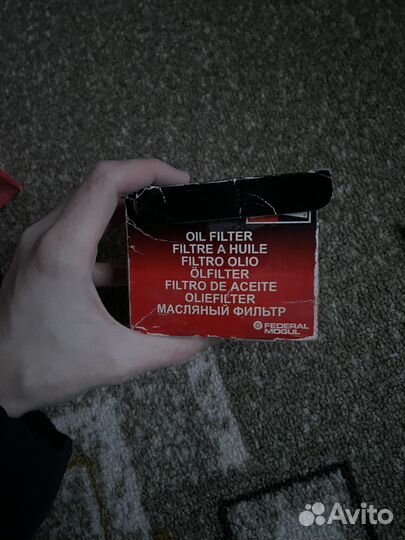 OIL FILTER
FILTRE A HUILE
FILTRO OLIO
ÖLFILTER
FILTRO DE ACEITE
OLIEFILTER
МАСЛЯНЫЙ ФИЛЬТР
FEDERAL
MOGUL
Avito